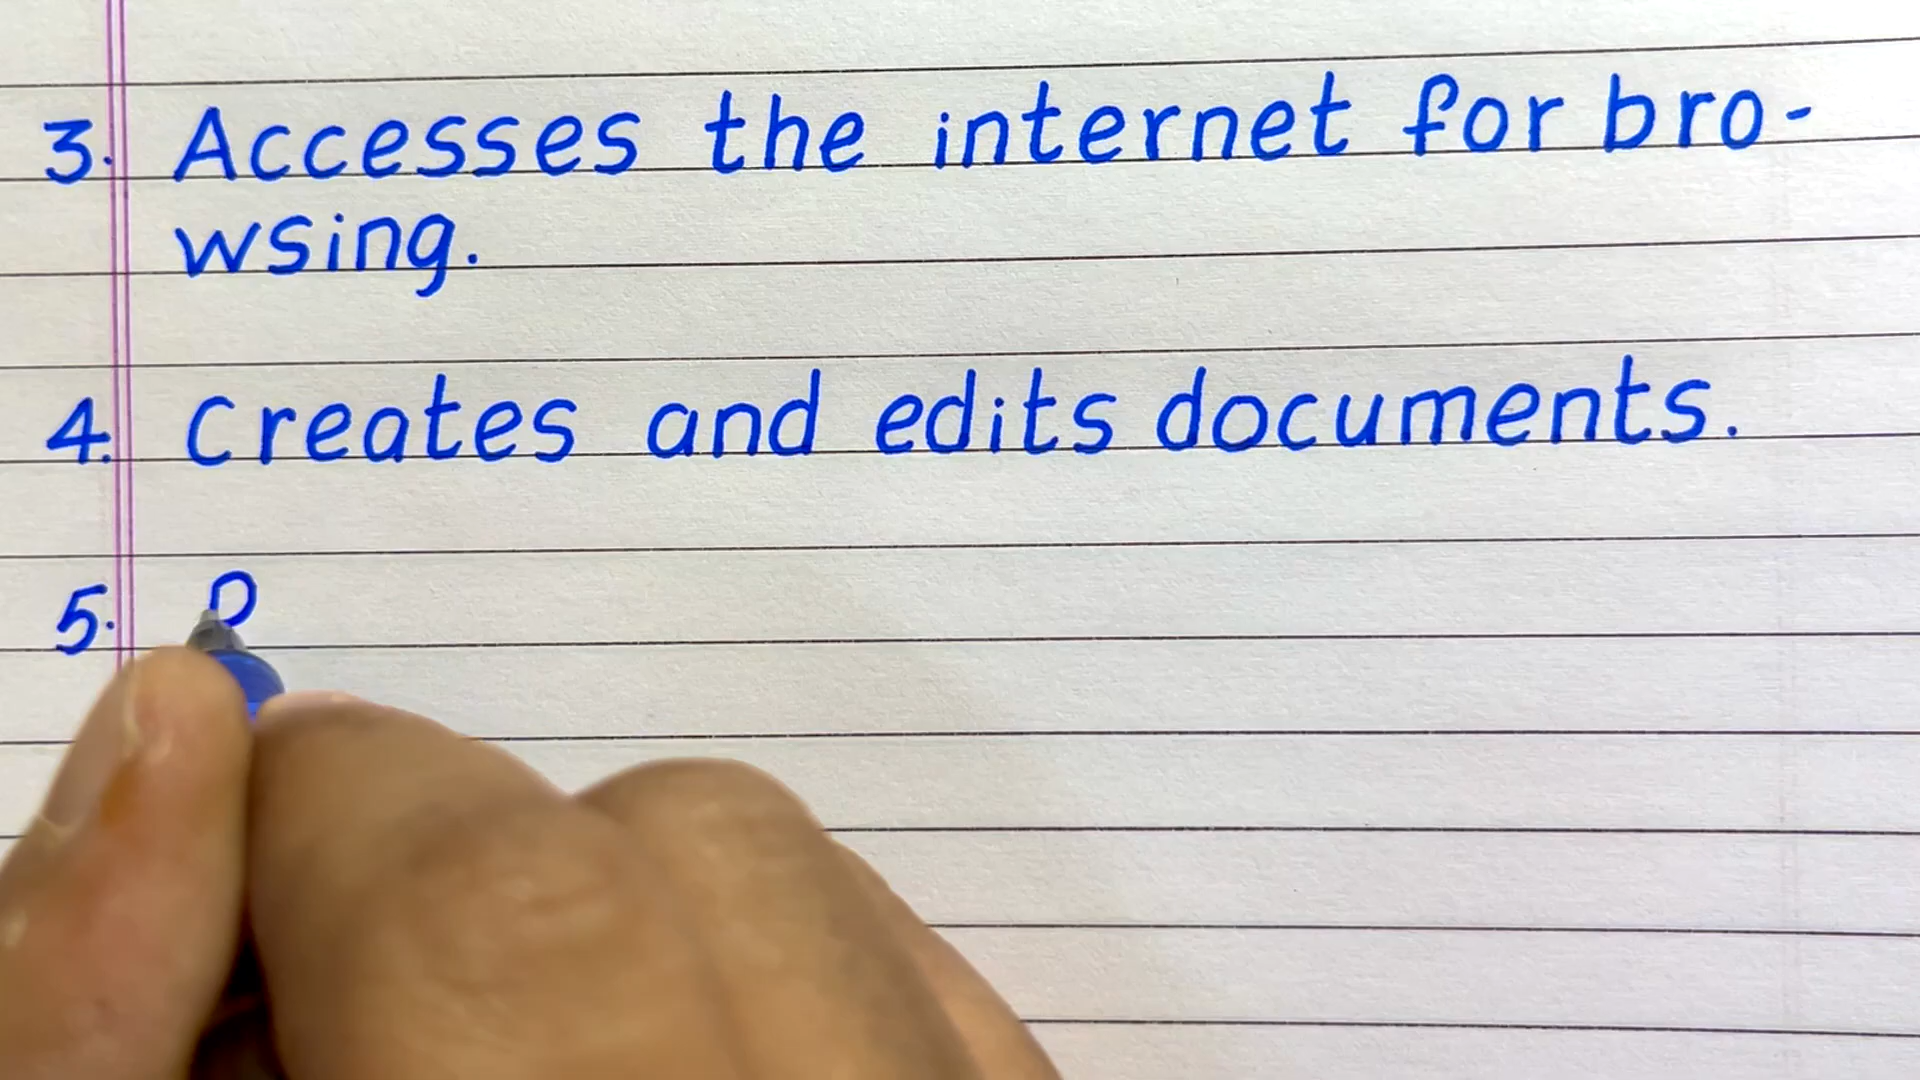 3. Accesses the internet for bro-
wsing.
4. Creates and edits documents.
5.